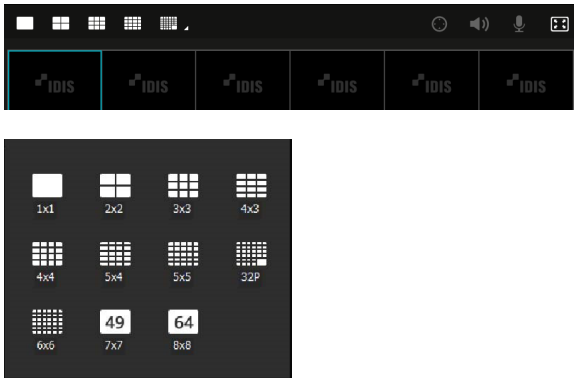 IDIS IDIS IDIS IDIS IDIS IDIS
1x1 2x2 3x3 4x3
4x4 5x4 5x5 32P
49 64
6x6 7x7 8x8